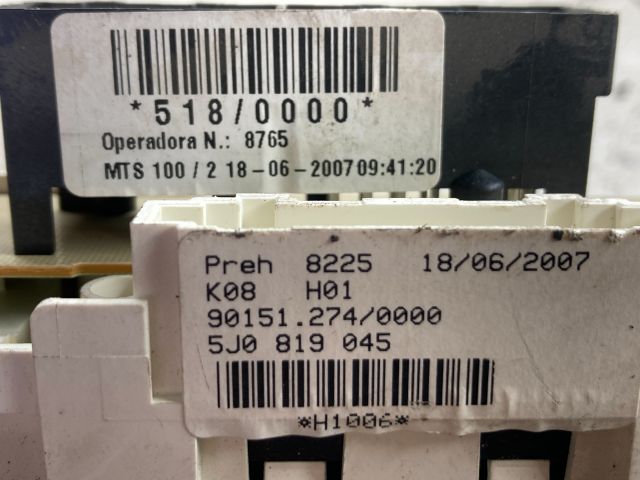 *518/0000*
Operadora N.: 8765
MTS 100 / 2 18-06-2007 09:41:20
Preh 8225 18/06/2007
K08 H01
90151.274/0000
5J0 819 045
*H1006*